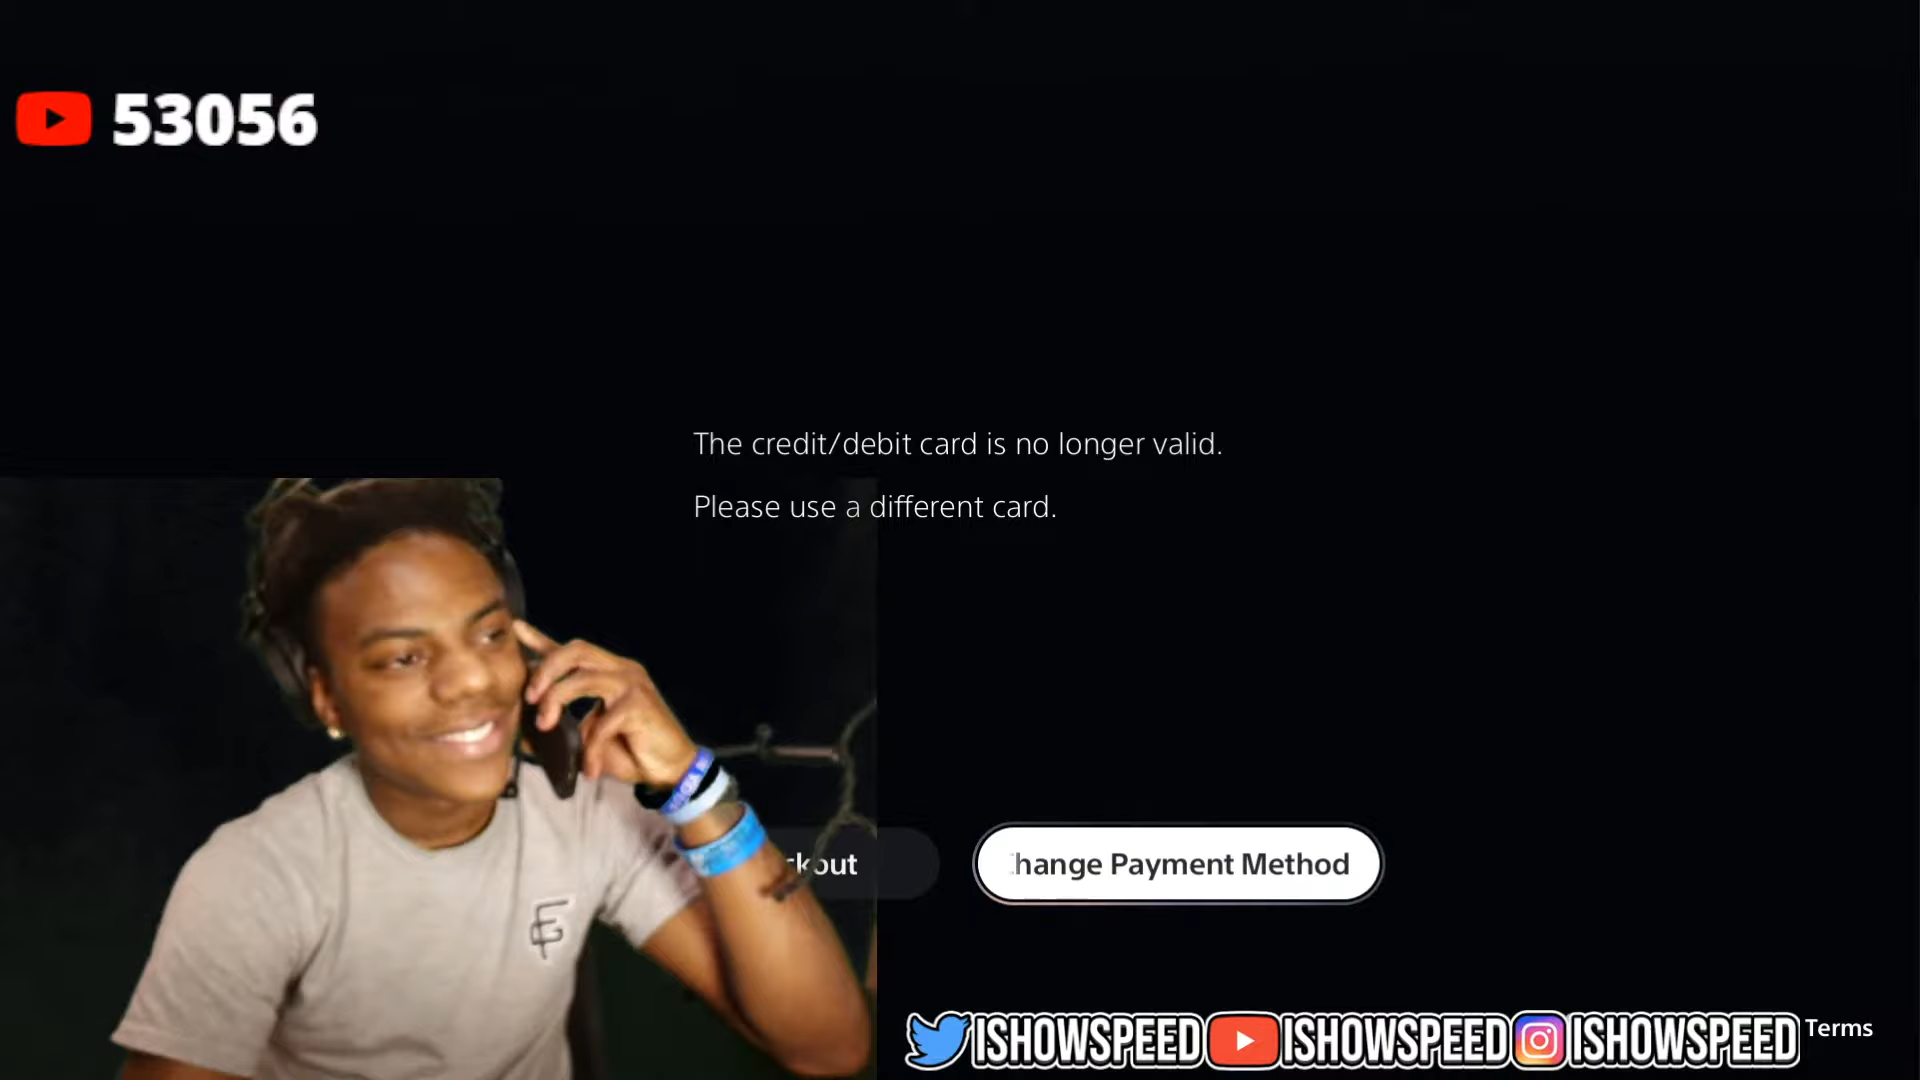 53056
The credit/debit card is no longer valid.
Please use a different card.
ckout
hange Payment Method
ISHOWSPEED ISHOWSPEED ISHOWSPEED Terms